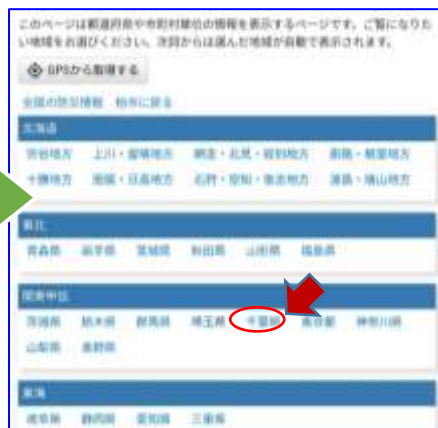 このページは都道府県や市町村単位の情報を表示するページです。ご覧になりた
い地域をお選びください。次回からは選んだ地域が自動で表示されます。
GPSから取得する
全国の防災情報 柏市に戻る
北海道
宗谷地方 上川・留萌地方 網走・北見・紋別地方 釧路・根室地方
十勝地方 胆振・日高地方 石狩・空知・後志地方 渡島・檜山地方
東北
青森県 岩手県 宮城県 秋田県 山形県 福島県
関東甲信
茨城県 栃木県 群馬県 埼玉県 千葉県 東京都 神奈川県
山梨県 長野県
東海
岐阜県 静岡県 愛知県 三重県